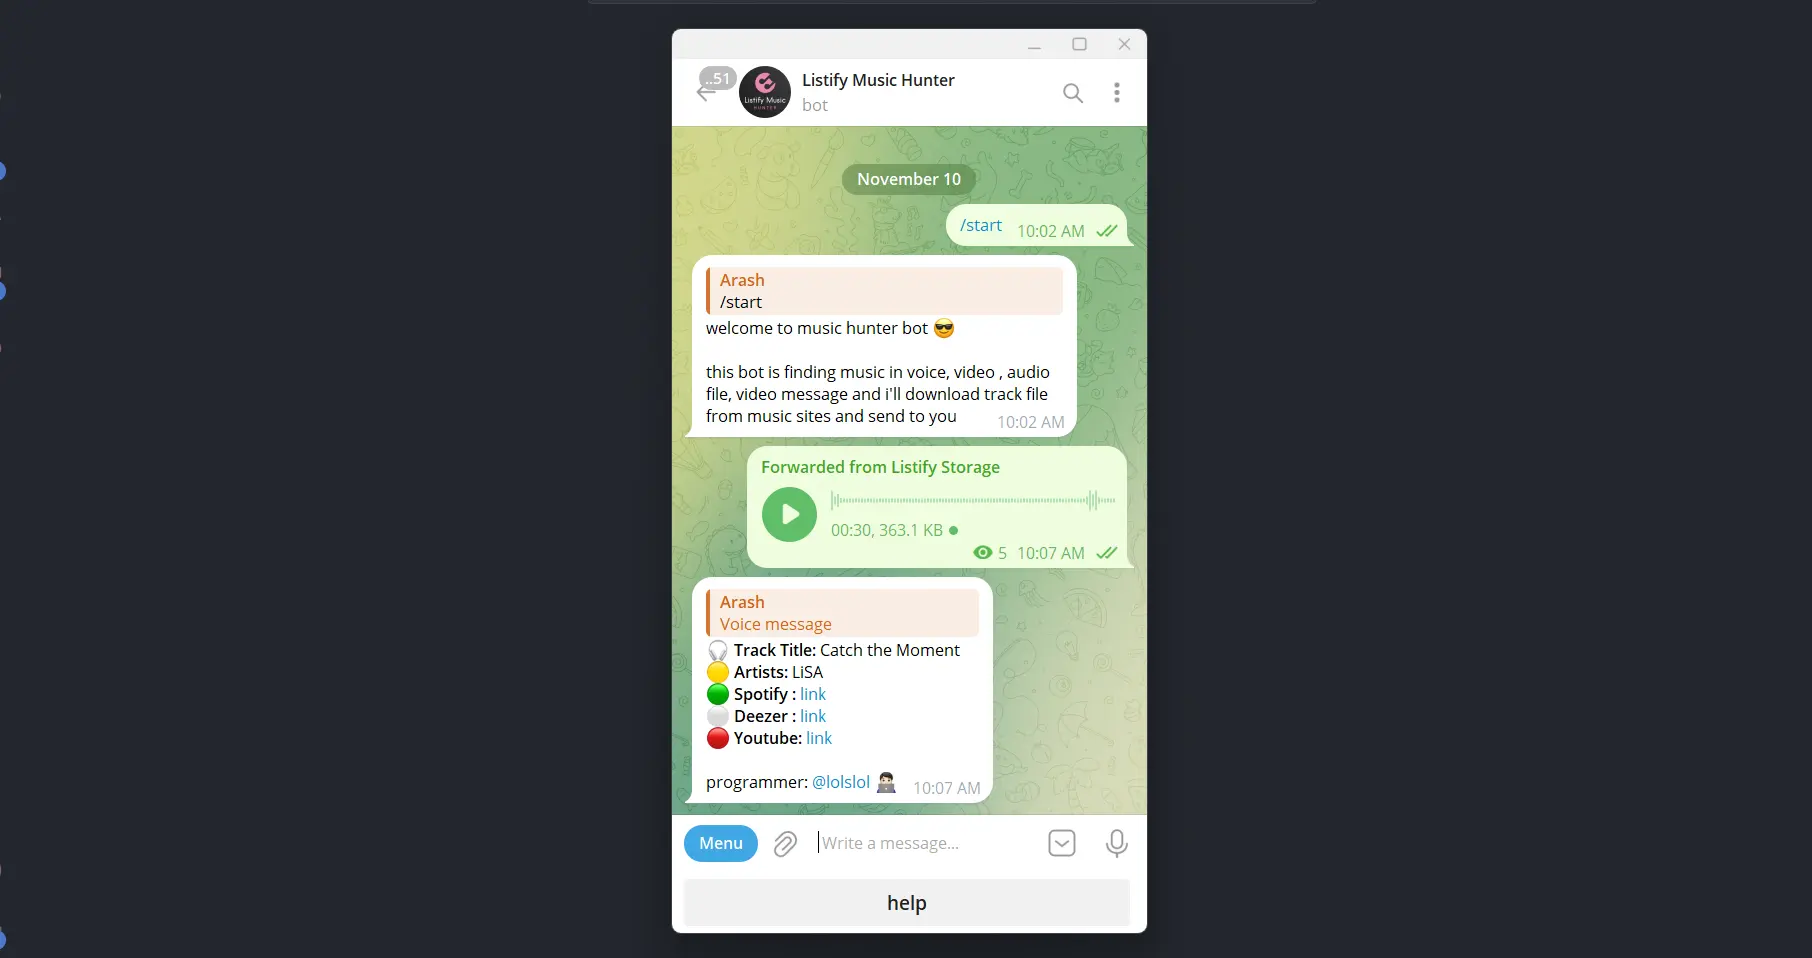 ..51
Listify Music
HUNTER
Listify Music Hunter
bot
November 10
/start 10:02 AM
Arash
/start
welcome to music hunter bot 😎
this bot is finding music in voice, video , audio
file, video message and i'll download track file
from music sites and send to you 10:02 AM
Forwarded from Listify Storage
00:30, 363.1 KB
5 10:07 AM
Arash
Voice message
Track Title: Catch the Moment
Artists: LiSA
Spotify : link
Deezer : link
Youtube: link
programmer: @lolslol 10:07 AM
Menu
Write a message...
help